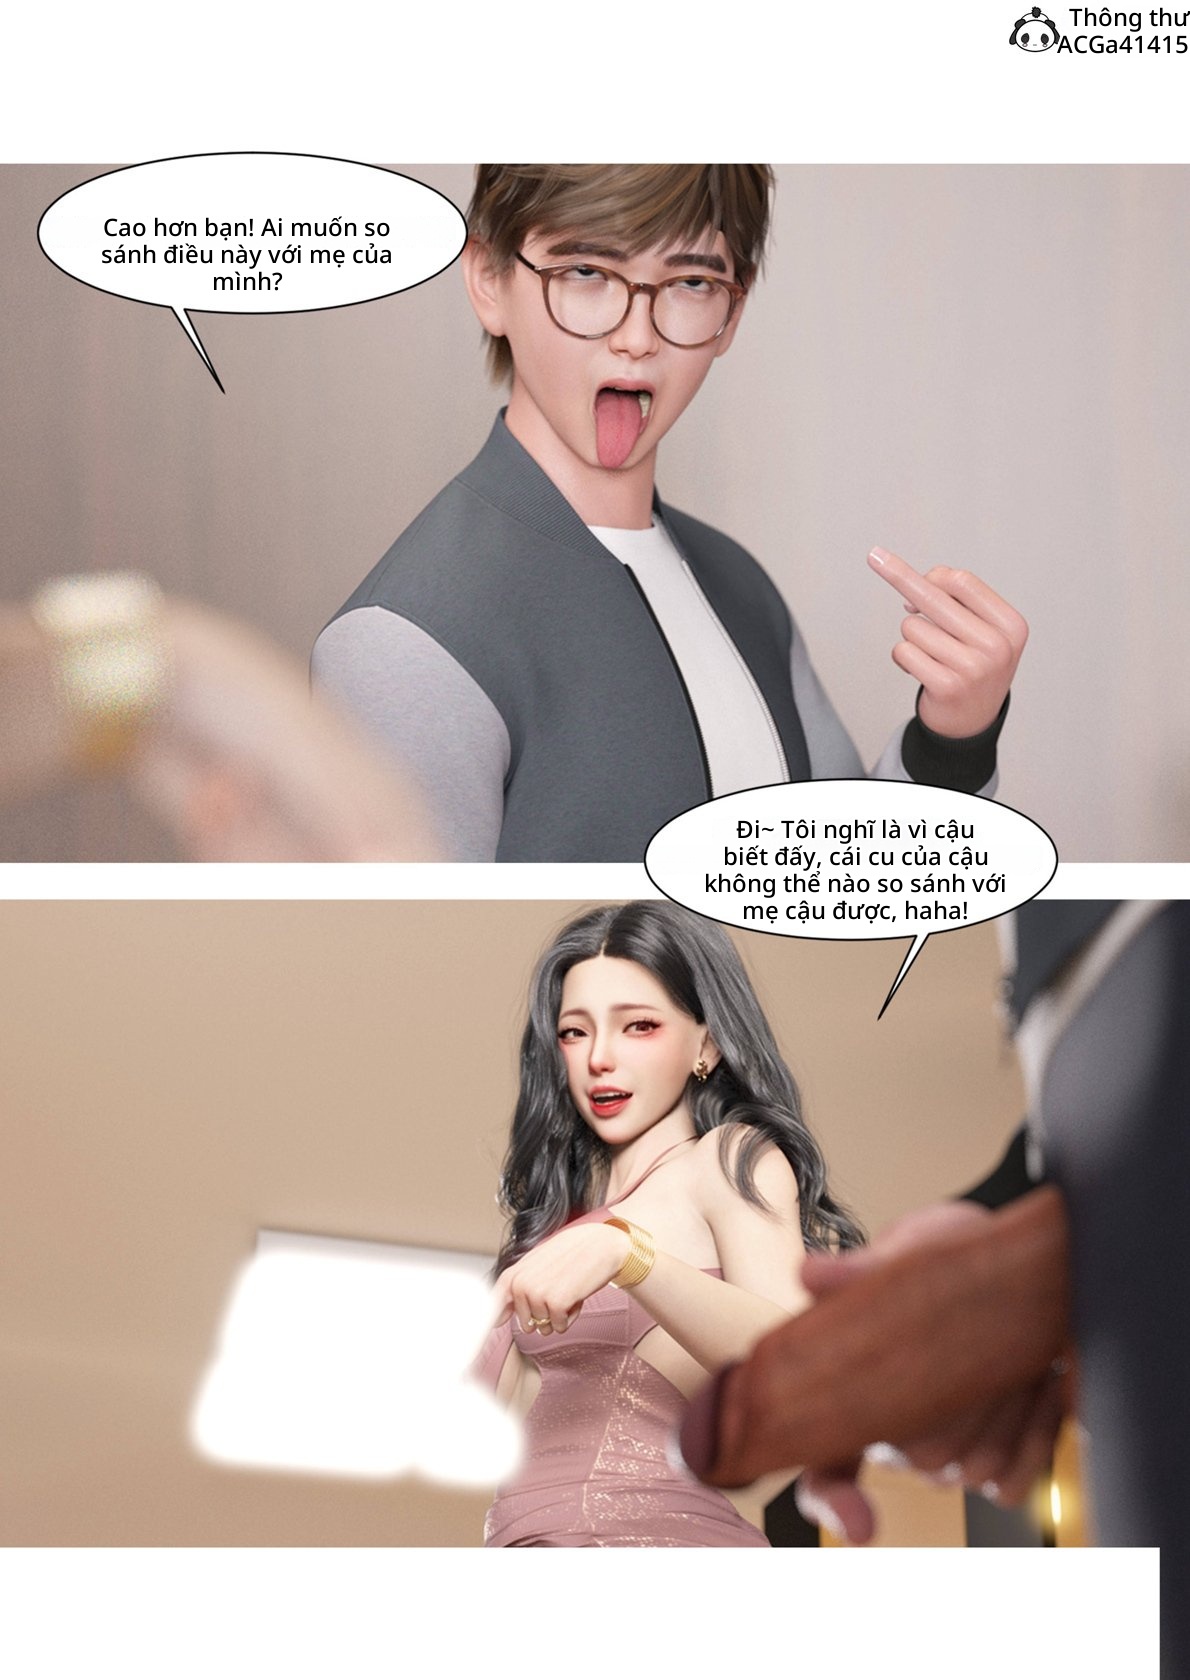 Thông thư
ACGa41415
Cao hơn bạn! Ai muốn so
sánh điều này với mẹ của
mình?
Đi~ Tôi nghĩ là vì cậu
biết đấy, cái cu của cậu
không thể nào so sánh với
mẹ cậu được, haha!